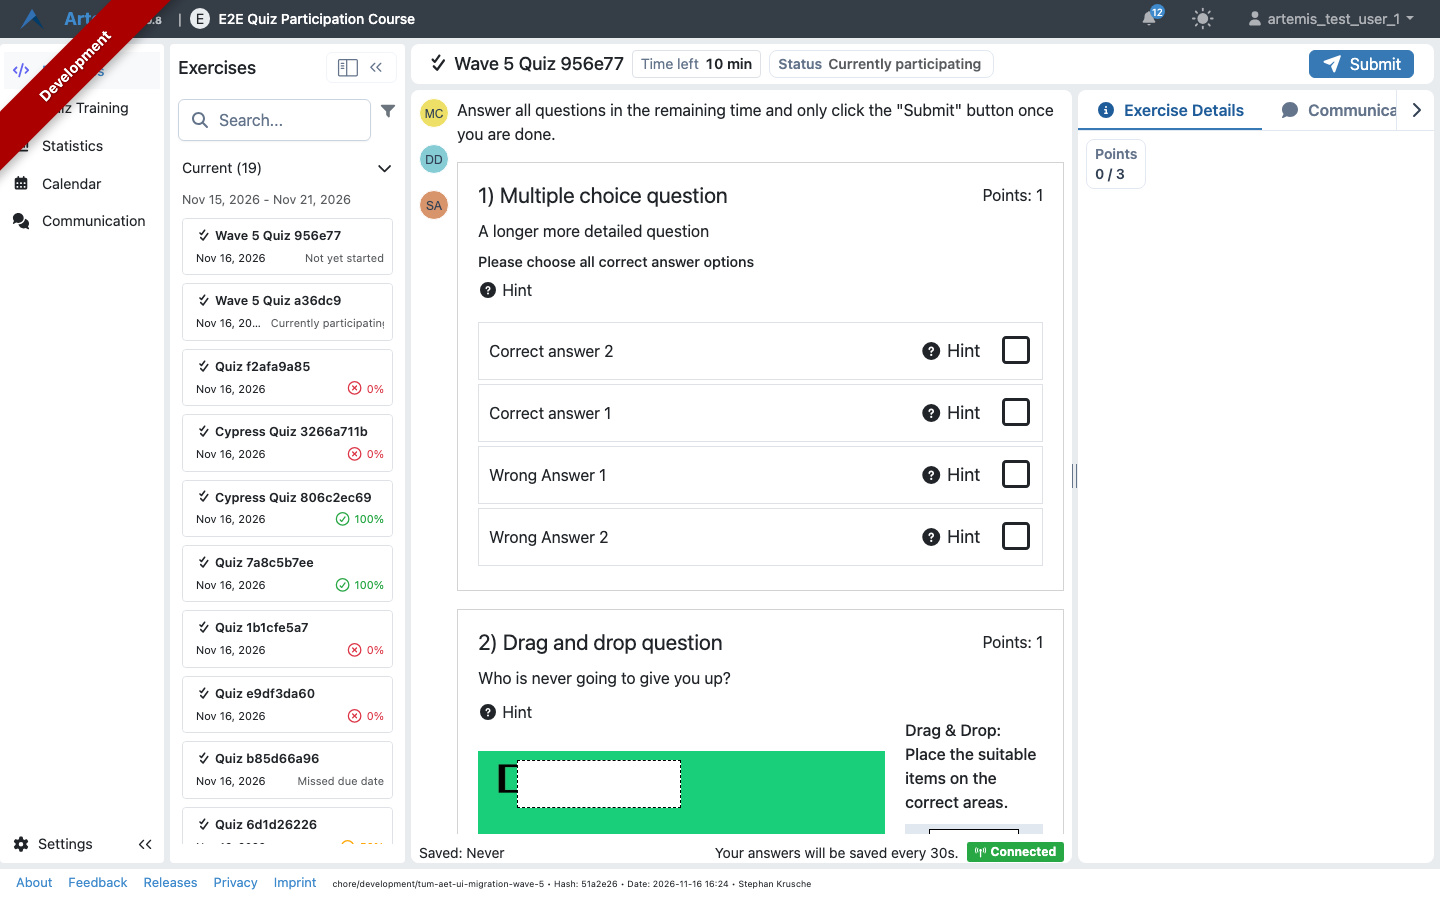 Development
E2E Quiz Participation Course
E
12
artemis_test_user_1
Quiz Training
Statistics
Calendar
Communication
Settings
Exercises
Search...
Current (19)
Nov 15, 2026 - Nov 21, 2026
Wave 5 Quiz 956e77
Nov 16, 2026 Not yet started
Wave 5 Quiz a36dc9
Nov 16, 20... Currently participating
Quiz f2afa9a85
Nov 16, 2026 0%
Cypress Quiz 3266a711b
Nov 16, 2026 0%
Cypress Quiz 806c2ec69
Nov 16, 2026 100%
Quiz 7a8c5b7ee
Nov 16, 2026 100%
Quiz 1b1cfe5a7
Nov 16, 2026 0%
Quiz e9df3da60
Nov 16, 2026 0%
Quiz b85d66a96
Nov 16, 2026 Missed due date
Quiz 6d1d26226
Wave 5 Quiz 956e77
Time left 10 min
Status Currently participating
Submit
MC
DD
SA
Answer all questions in the remaining time and only click the "Submit" button once
you are done.
1) Multiple choice question Points: 1
A longer more detailed question
Please choose all correct answer options
Hint
Correct answer 2 Hint
Correct answer 1 Hint
Wrong Answer 1 Hint
Wrong Answer 2 Hint
2) Drag and drop question Points: 1
Who is never going to give you up?
Hint
Drag & Drop:
Place the suitable
items on the
correct areas.
Saved: Never
Your answers will be saved every 30s.
Connected
Exercise Details
Communica
Points
0 / 3
About Feedback Releases Privacy Imprint
chore/development/tum-aet-ui-migration-wave-5 • Hash: 51a2e26 • Date: 2026-11-16 16:24 • Stephan Krusche